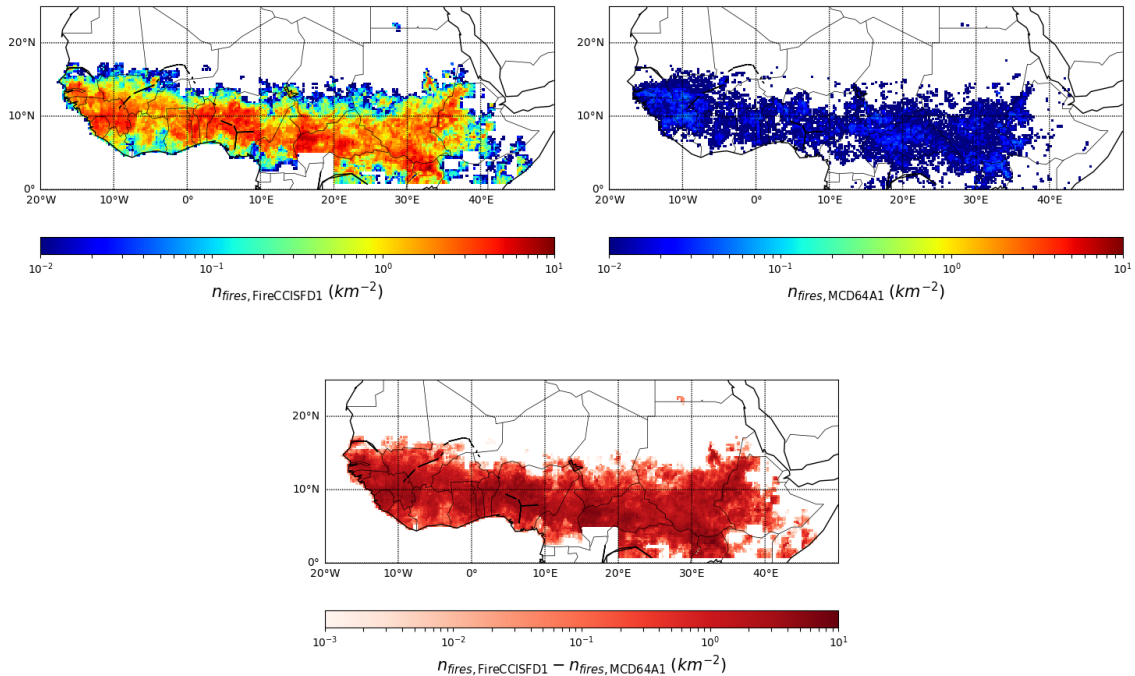 20°N
10°N
0°
20°W 10°W 0° 10°E 20°E 30°E 40°E
10⁻² 10⁻¹ 10⁰ 10¹
n_fires, FireCCISFD1 (km⁻²)
20°N
10°N
0°
20°W 10°W 0° 10°E 20°E 30°E 40°E
10⁻² 10⁻¹ 10⁰ 10¹
n_fires, MCD64A1 (km⁻²)
20°N
10°N
0°
20°W 10°W 0° 10°E 20°E 30°E 40°E
10⁻³ 10⁻² 10⁻¹ 10⁰ 10¹
n_fires, FireCCISFD1 − n_fires, MCD64A1 (km⁻²)